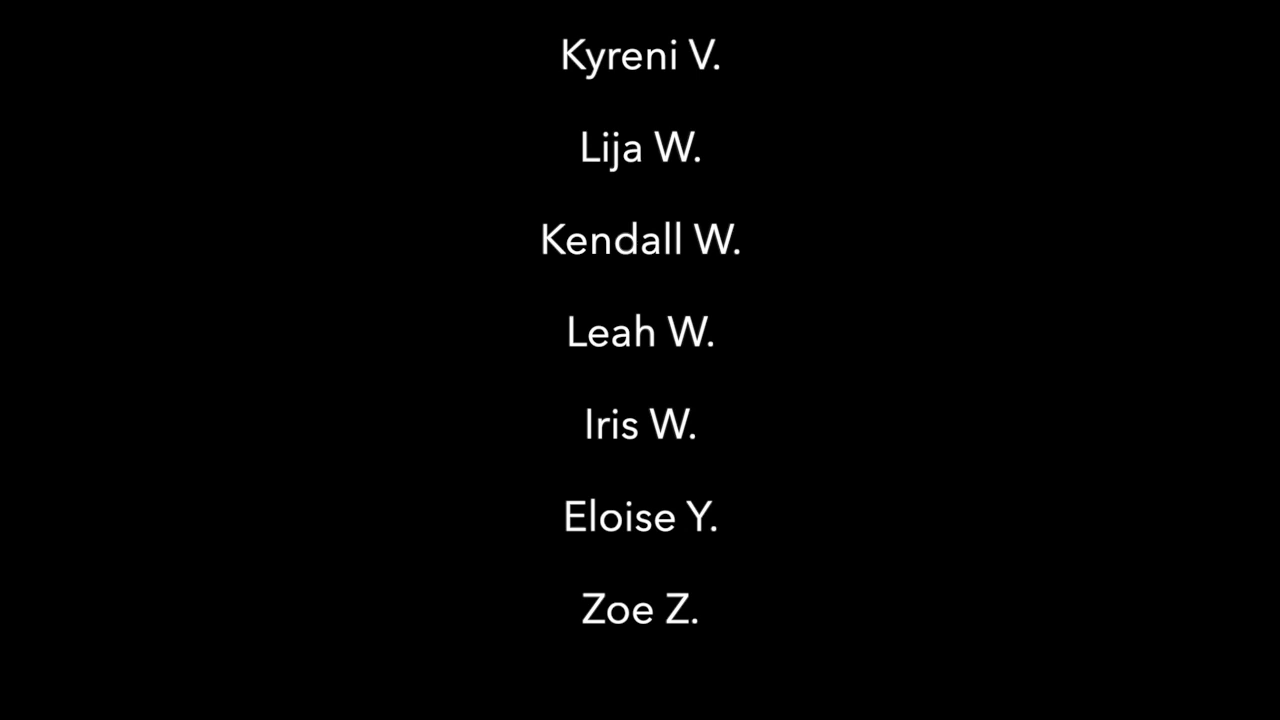 Kyreni V.
Lija W.
Kendall W.
Leah W.
Iris W.
Eloise Y.
Zoe Z.